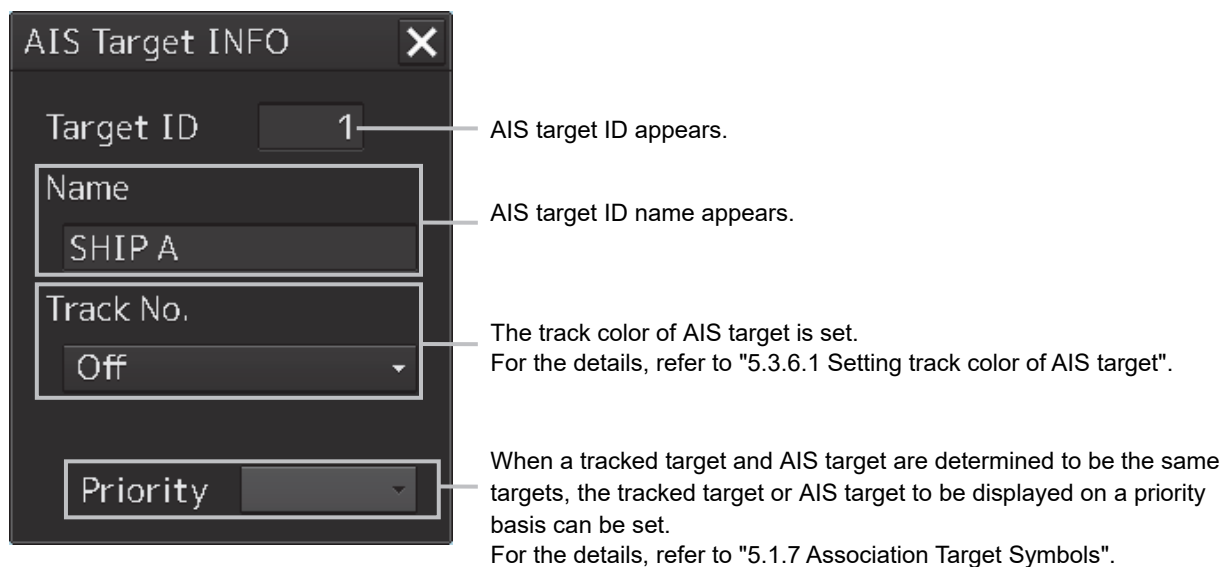 AIS Target INFO
Target ID 1
AIS target ID appears.
Name
SHIP A
AIS target ID name appears.
Track No.
Off
The track color of AIS target is set.
For the details, refer to "5.3.6.1 Setting track color of AIS target".
Priority
When a tracked target and AIS target are determined to be the same
targets, the tracked target or AIS target to be displayed on a priority
basis can be set.
For the details, refer to "5.1.7 Association Target Symbols".